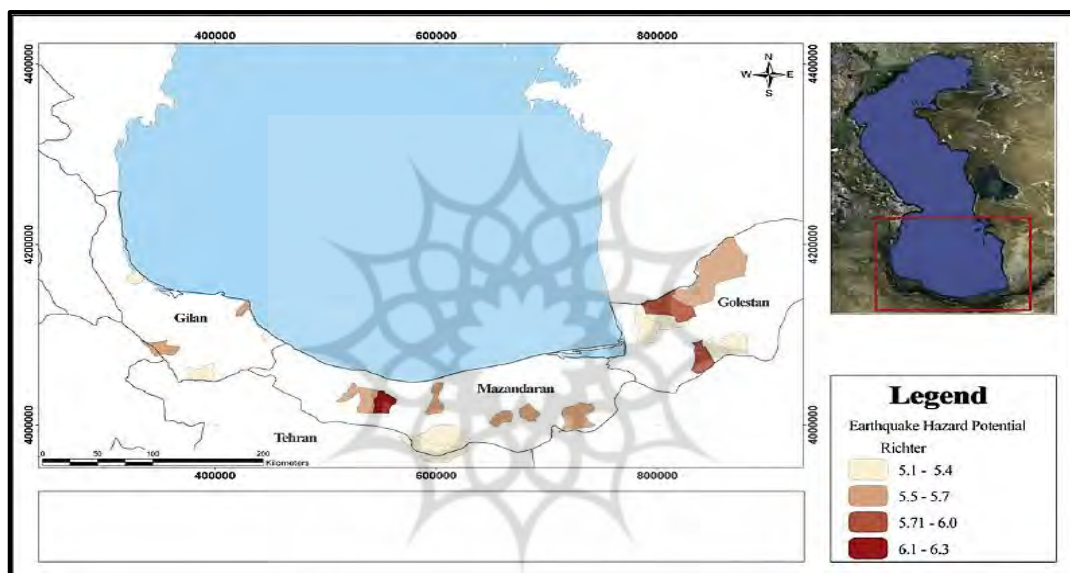 400000 600000 800000
4400000 4400000
N
W E
S
4200000 4200000
Golestan
Gilan
Mazandaran
4000000 4000000
Tehran
0 25 50 100 200
Kilometers
400000 600000 800000
Legend
Earthquake Hazard Potential
Richter
5.1 - 5.4
5.5 - 5.7
5.71 - 6.0
6.1 - 6.3